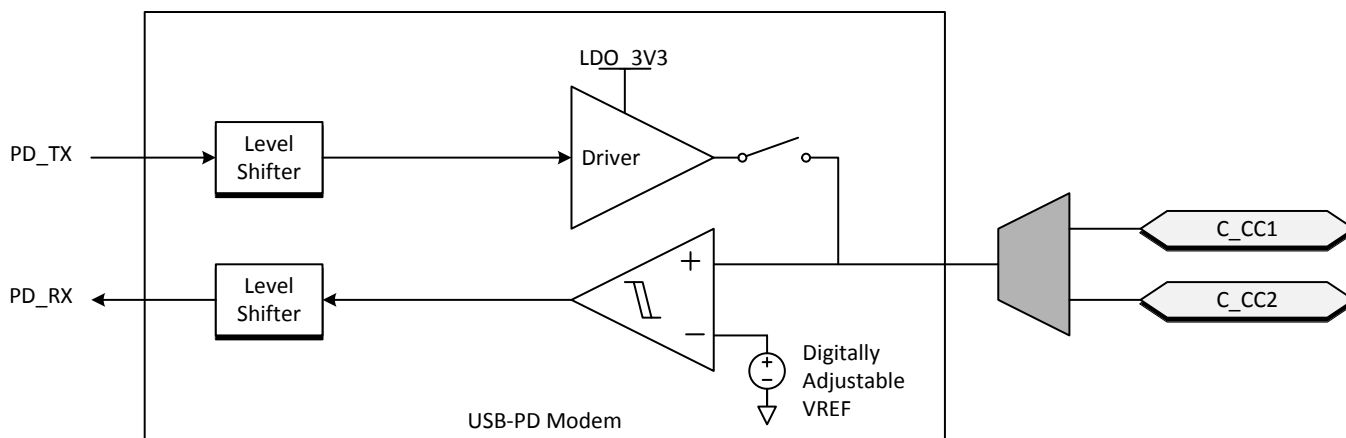 LDO_3V3
PD_TX
Level
Shifter
Driver
C_CC1
PD_RX
Level
Shifter
+
−
C_CC2
+
−
Digitally
Adjustable
VREF
USB-PD Modem